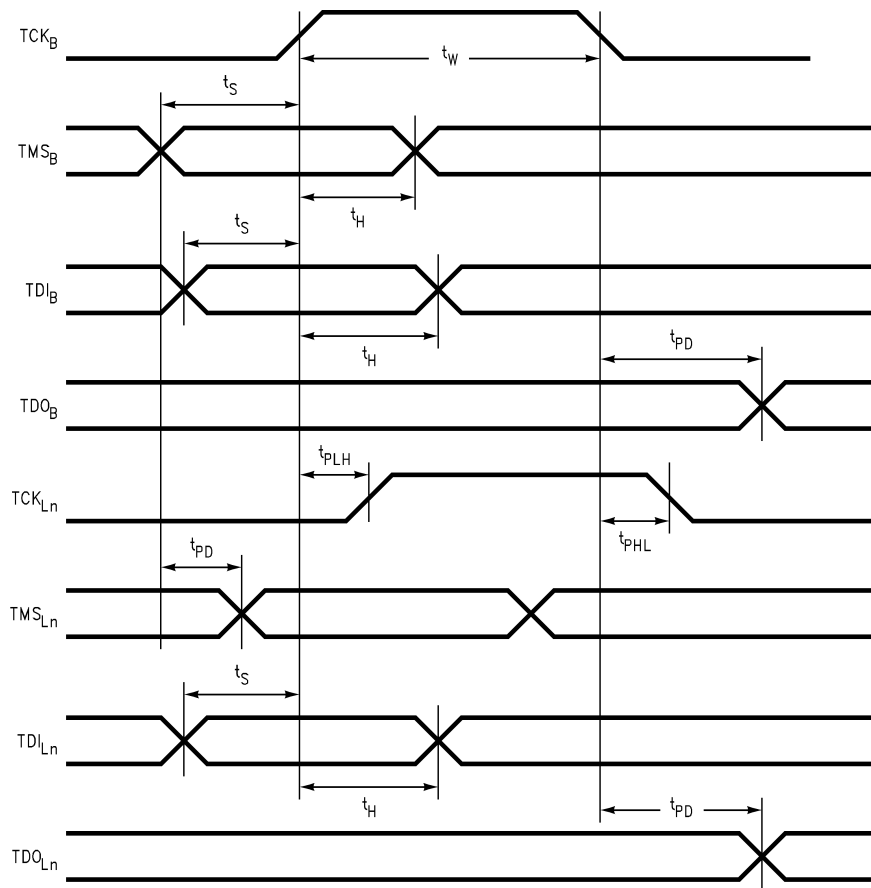 TCK_B
t_W
t_S
TMS_B
t_H
t_S
TDI_B
t_H
t_PD
TDO_B
t_PLH
TCK_Ln
t_PHL
t_PD
TMS_Ln
t_S
TDI_Ln
t_H
t_PD
TDO_Ln